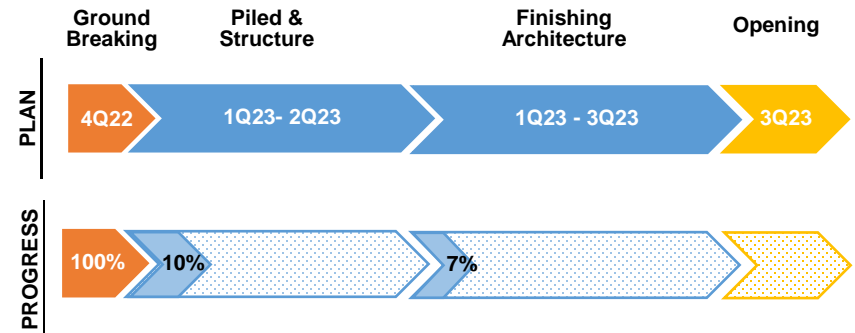 Ground
Breaking
Piled &
Structure
Finishing
Architecture
Opening
PLAN
4Q22
1Q23- 2Q23
1Q23 - 3Q23
3Q23
PROGRESS
100%
10%
7%